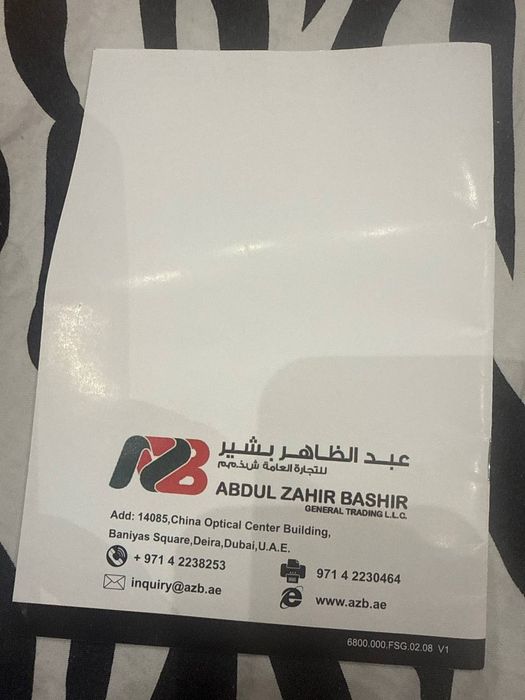 AZB
عبد الظاهر بشير
للتجارة العامة ش.ذ.م.م
ABDUL ZAHIR BASHIR
GENERAL TRADING L.L.C.
Add: 14085,China Optical Center Building,
Baniyas Square,Deira,Dubai,U.A.E.
+ 971 4 2238253
971 4 2230464
inquiry@azb.ae
www.azb.ae
6800.000.FSG.02.08 V1